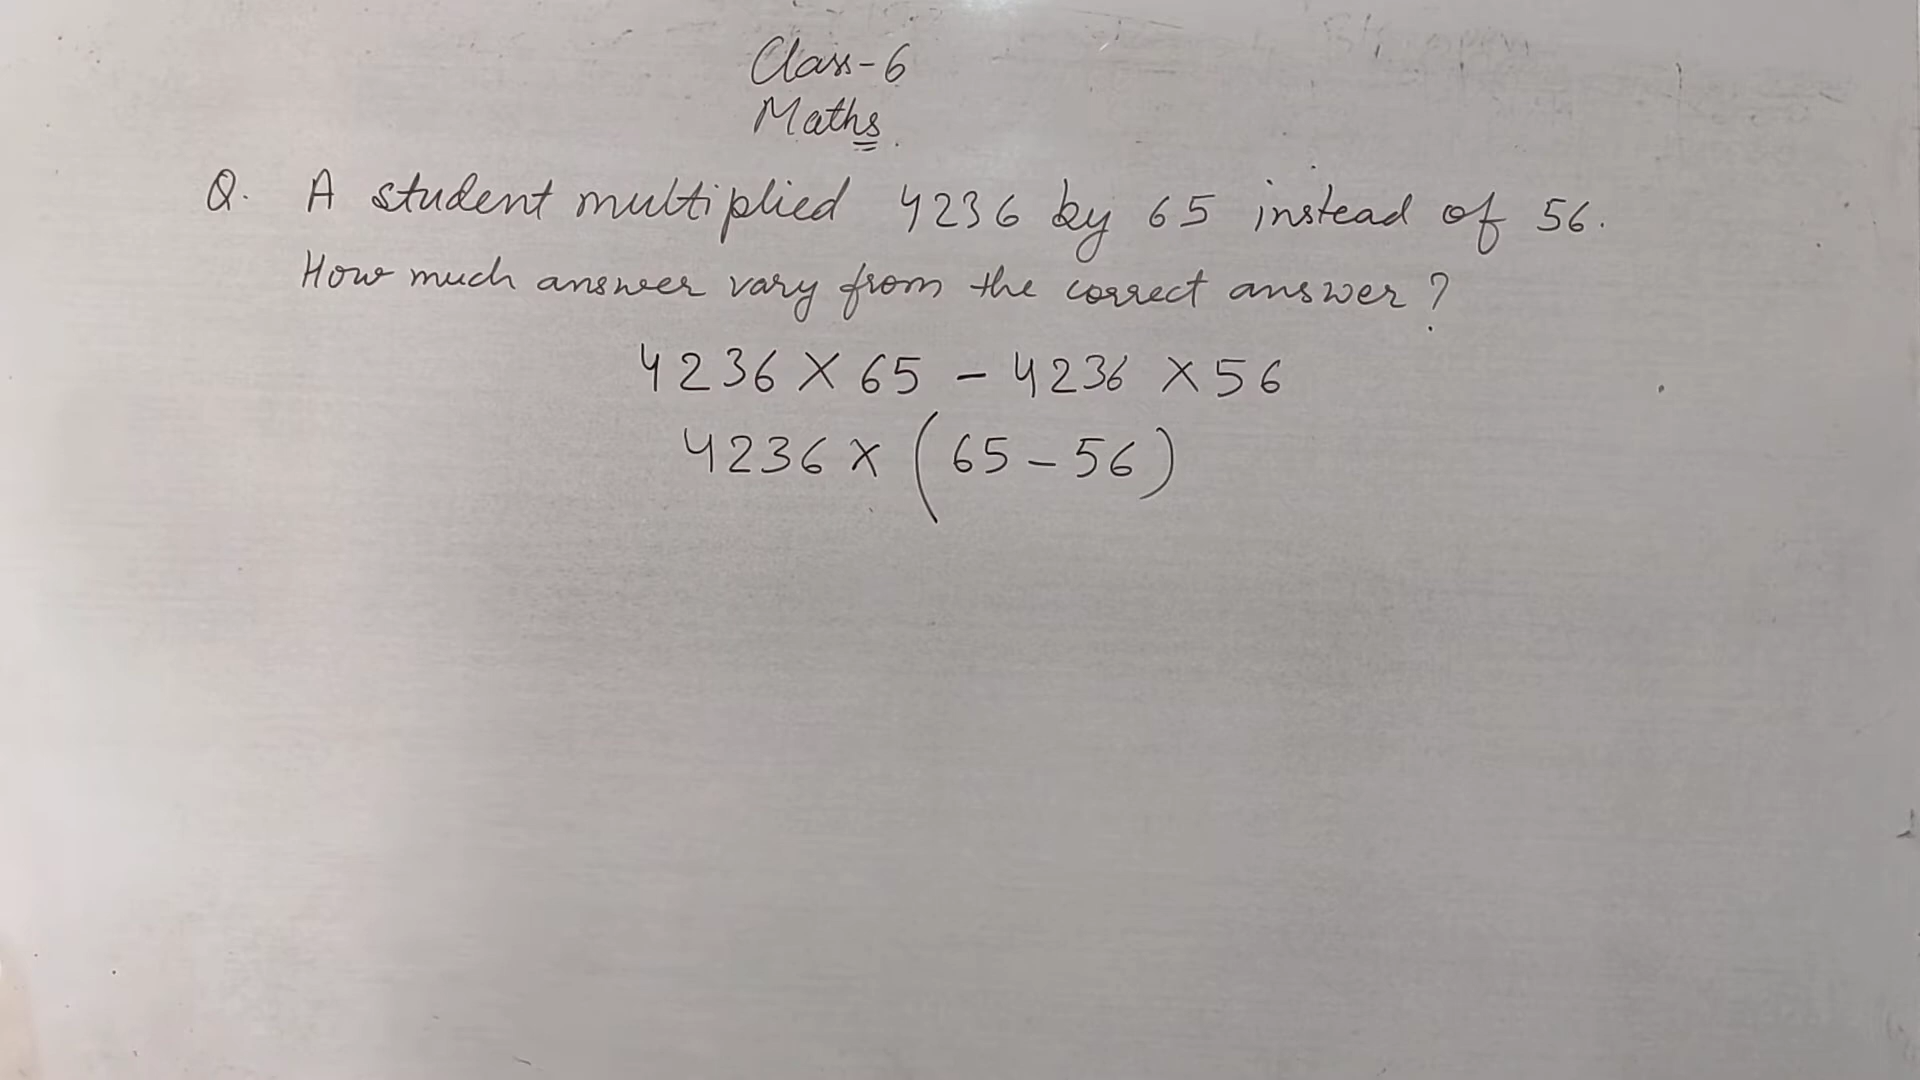 Class-6
Maths.
Q. A student multiplied 4236 by 65 instead of 56.
How much answer vary from the correct answer?
4236 × 65 - 4236 × 56
4236 × (65-56)